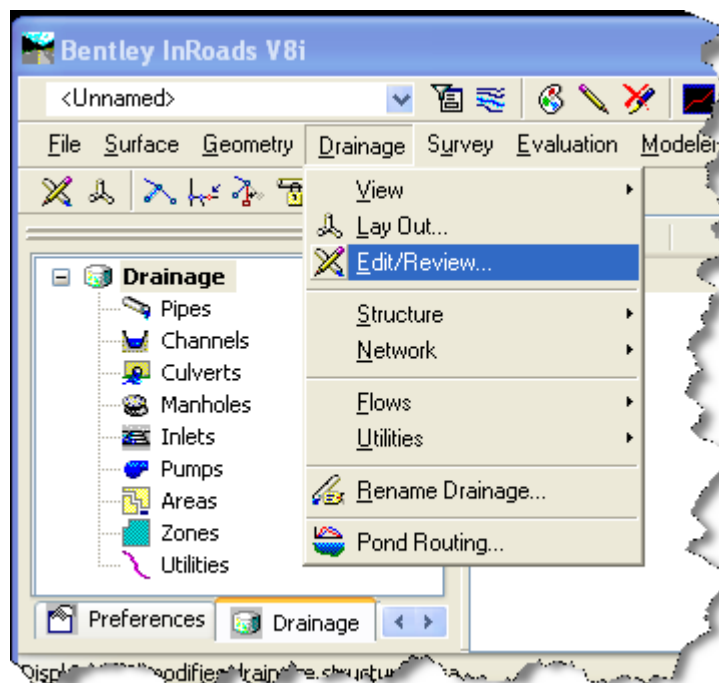 Bentley InRoads V8i
<Unnamed>
File Surface Geometry Drainage Survey Evaluation Modeler
View
Lay Out...
Edit/Review...
Structure
Network
Flows
Utilities
Rename Drainage...
Pond Routing...
Drainage
Pipes
Channels
Culverts
Manholes
Inlets
Pumps
Areas
Zones
Utilities
Preferences Drainage